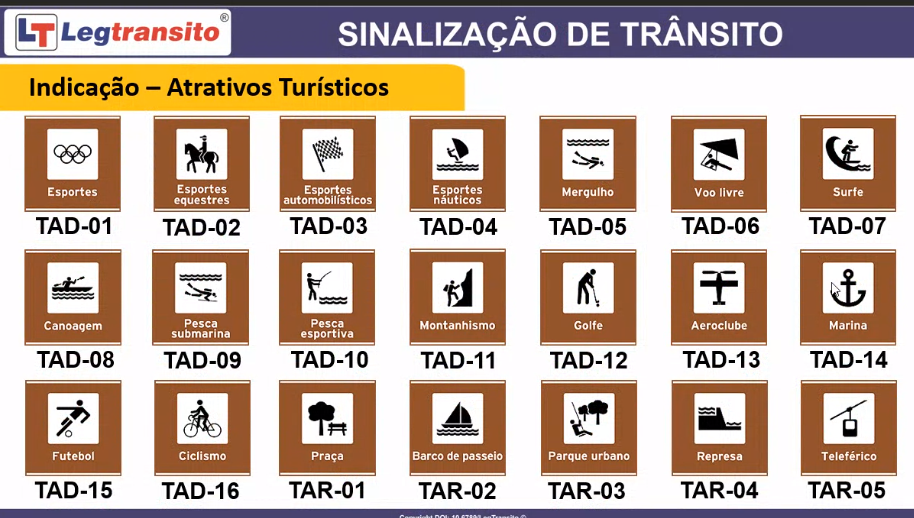 LT Legtransito®
SINALIZAÇÃO DE TRÂNSITO
Indicação – Atrativos Turísticos
Esportes
Esportes
equestres
Esportes
automobilísticos
Esportes
náuticos
Mergulho
Voo livre
Surfe
TAD-01 TAD-02 TAD-03 TAD-04 TAD-05 TAD-06 TAD-07
Canoagem
Pesca
submarina
Pesca
esportiva
Montanhismo
Golfe
Aeroclube
Marina
TAD-08 TAD-09 TAD-10 TAD-11 TAD-12 TAD-13 TAD-14
Futebol
Ciclismo
Praça
Barco de passeio
Parque urbano
Represa
Teleférico
TAD-15 TAD-16 TAR-01 TAR-02 TAR-03 TAR-04 TAR-05